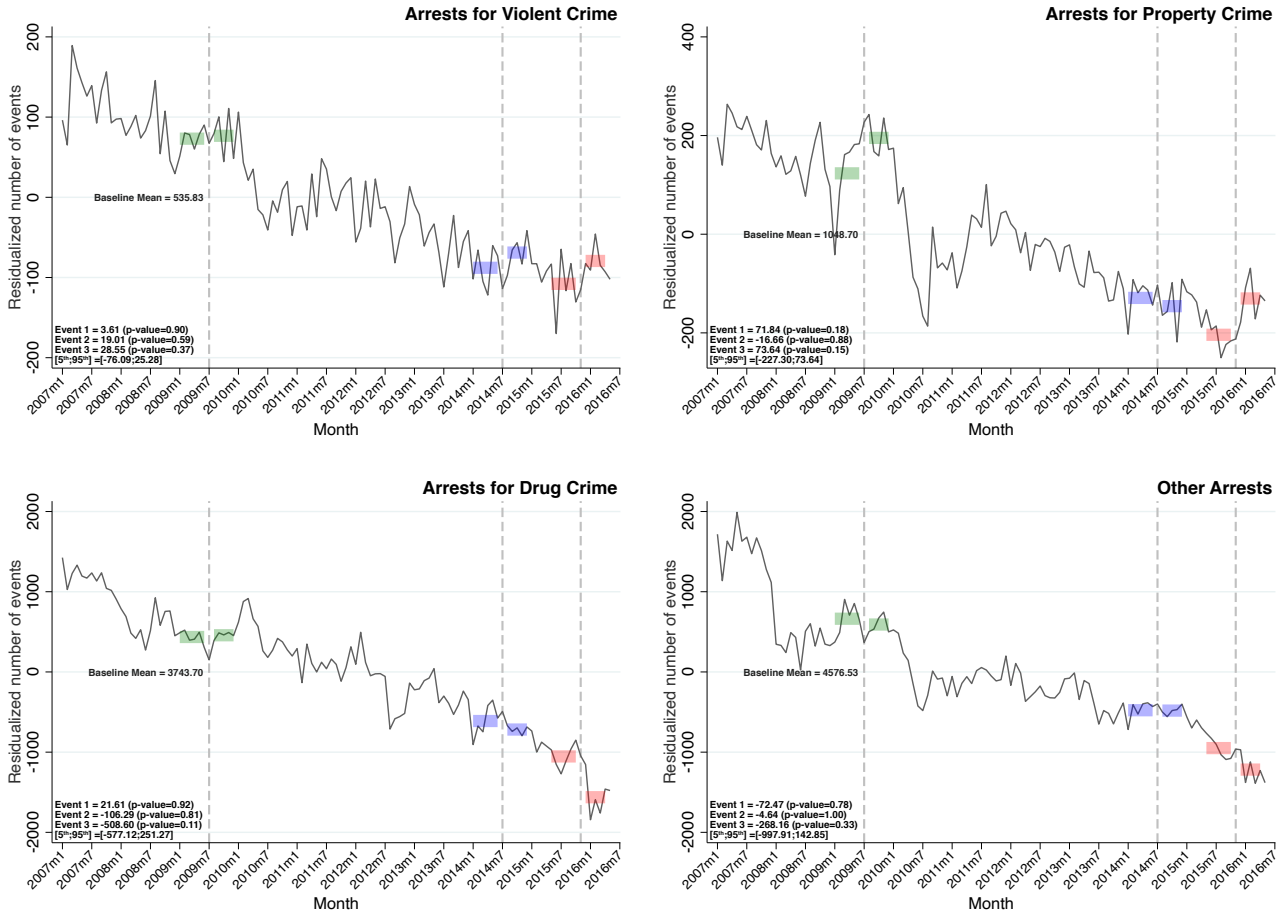 Arrests for Violent Crime
Residualized number of events
200
100
0
-100
-200
Baseline Mean = 535.83
Event 1 = 3.61 (p-value=0.90)
Event 2 = 19.01 (p-value=0.59)
Event 3 = 28.55 (p-value=0.37)
[5th;95th] =[-76.09;25.28]
2007m1
2007m7
2008m1
2008m7
2009m1
2009m7
2010m1
2010m7
2011m1
2011m7
2012m1
2012m7
2013m1
2013m7
2014m1
2014m7
2015m1
2015m7
2016m1
2016m7
Month
Arrests for Property Crime
Residualized number of events
400
200
0
-200
Baseline Mean = 1048.70
Event 1 = 71.84 (p-value=0.18)
Event 2 = -16.66 (p-value=0.88)
Event 3 = 73.64 (p-value=0.15)
[5th;95th] =[-227.30;73.64]
2007m1
2007m7
2008m1
2008m7
2009m1
2009m7
2010m1
2010m7
2011m1
2011m7
2012m1
2012m7
2013m1
2013m7
2014m1
2014m7
2015m1
2015m7
2016m1
2016m7
Month
Arrests for Drug Crime
Residualized number of events
2000
1000
0
-1000
-2000
Baseline Mean = 3743.70
Event 1 = 21.61 (p-value=0.92)
Event 2 = -106.29 (p-value=0.81)
Event 3 = -508.60 (p-value=0.11)
[5th;95th] =[-577.12;251.27]
2007m1
2007m7
2008m1
2008m7
2009m1
2009m7
2010m1
2010m7
2011m1
2011m7
2012m1
2012m7
2013m1
2013m7
2014m1
2014m7
2015m1
2015m7
2016m1
2016m7
Month
Other Arrests
Residualized number of events
2000
1000
0
-1000
-2000
Baseline Mean = 4576.53
Event 1 = -72.47 (p-value=0.78)
Event 2 = -4.64 (p-value=1.00)
Event 3 = -268.16 (p-value=0.33)
[5th;95th] =[-997.91;142.85]
2007m1
2007m7
2008m1
2008m7
2009m1
2009m7
2010m1
2010m7
2011m1
2011m7
2012m1
2012m7
2013m1
2013m7
2014m1
2014m7
2015m1
2015m7
2016m1
2016m7
Month